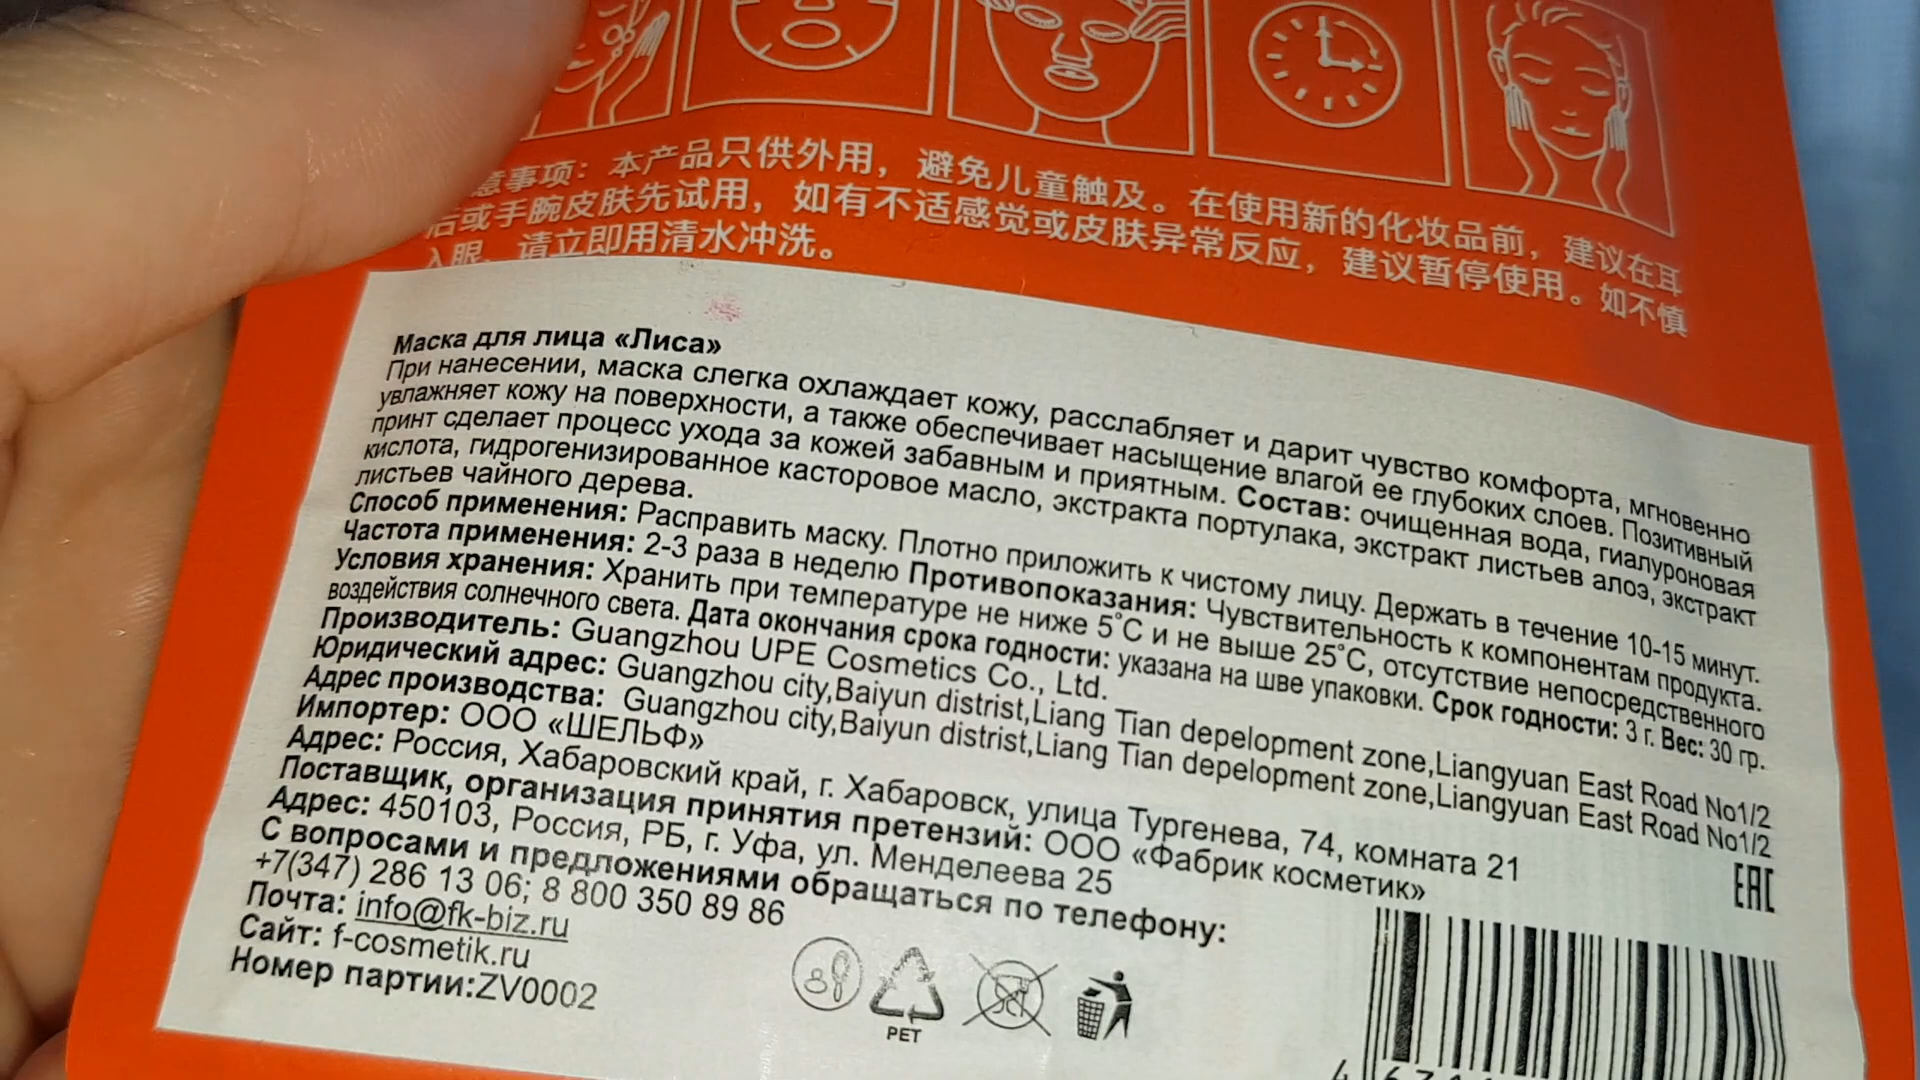 意事项：本产品只供外用，避免儿童触及。在使用新的化妆品前，建议在耳
后或手腕皮肤先试用，如有不适感觉或皮肤异常反应，建议暂停使用。如不慎
入眼，请立即用清水冲洗。
Маска для лица «Лиса»
При нанесении, маска слегка охлаждает кожу, расслабляет и дарит чувство комфорта, мгновенно
увлажняет кожу на поверхности, а также обеспечивает насыщение влагой ее глубоких слоев. Позитивный
принт сделает процесс ухода за кожей забавным и приятным. Состав: очищенная вода, гиалуроновая
кислота, гидрогенизированное касторовое масло, экстракта портулака, экстракт листьев алоэ, экстракт
листьев чайного дерева.
Способ применения: Расправить маску. Плотно приложить к чистому лицу. Держать в течение 10-15 минут.
Частота применения: 2-3 раза в неделю Противопоказания: Чувствительность к компонентам продукта.
Условия хранения: Хранить при температуре не ниже 5°С и не выше 25°С, отсутствие непосредственного
воздействия солнечного света. Дата окончания срока годности: указана на шве упаковки. Срок годности: 3 г. Вес: 30 гр.
Производитель: Guangzhou UPE Cosmetics Co., Ltd.
Юридический адрес: Guangzhou city,Baiyun distrist,Liang Tian depelopment zone,Liangyuan East Road No1/2
Адрес производства: Guangzhou city,Baiyun distrist,Liang Tian depelopment zone,Liangyuan East Road No1/2
Импортер: ООО «ШЕЛЬФ»
Адрес: Россия, Хабаровский край, г. Хабаровск, улица Тургенева, 74, комната 21
Поставщик, организация принятия претензий: ООО «Фабрик косметик»
Адрес: 450103, Россия, РБ, г. Уфа, ул. Менделеева 25
С вопросами и предложениями обращаться по телефону:
+7(347) 286 13 06; 8 800 350 89 86
Почта: info@fk-biz.ru
Сайт: f-cosmetik.ru
Номер партии:ZV0002
EAC
PET